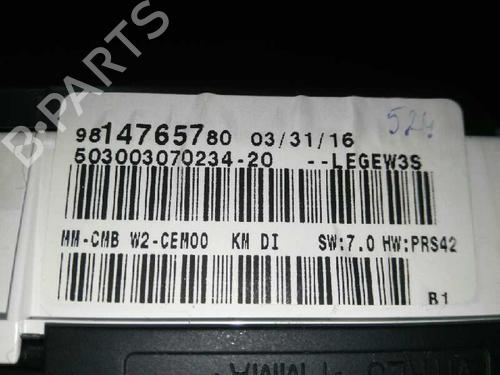 B-PARTS
524
9814765780 03/31/16
503003070234-20 --LEGEW3S
MM-CMB W2-CEM00 KM DI SW:7.0 HW:PRS42
B1